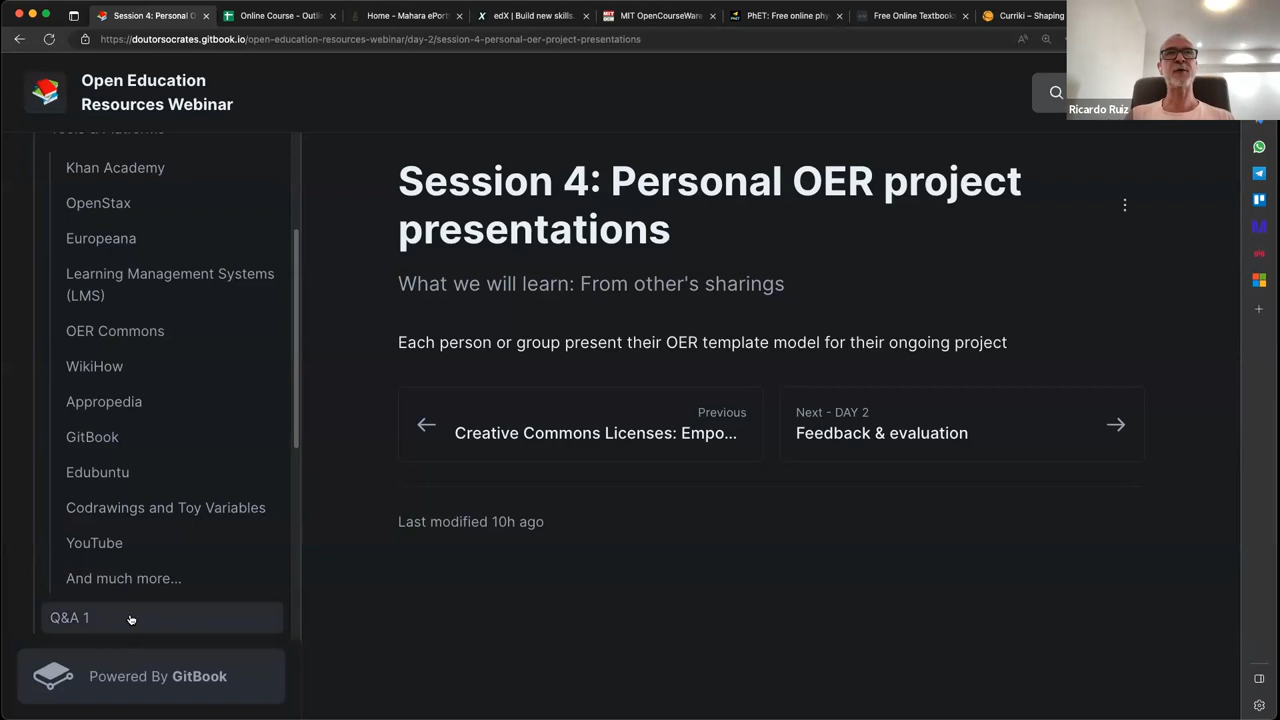 Session 4: Personal O
Online Course - Outli
Home - Mahara ePort
edX | Build new skills.
MIT OpenCourseWare
PhET: Free online phy
Free Online Textbook
Curriki – Shaping
https://doutorsocrates.gitbook.io/open-education-resources-webinar/day-2/session-4-personal-oer-project-presentations
Open Education
Resources Webinar
Ricardo Ruiz
Tools & Platforms
Khan Academy
OpenStax
Europeana
Learning Management Systems
(LMS)
OER Commons
WikiHow
Appropedia
GitBook
Edubuntu
Codrawings and Toy Variables
YouTube
And much more...
Q&A 1
Powered By GitBook
Session 4: Personal OER project
presentations
What we will learn: From other's sharings
Each person or group present their OER template model for their ongoing project
Previous
Creative Commons Licenses: Empo...
Next - DAY 2
Feedback & evaluation
Last modified 10h ago